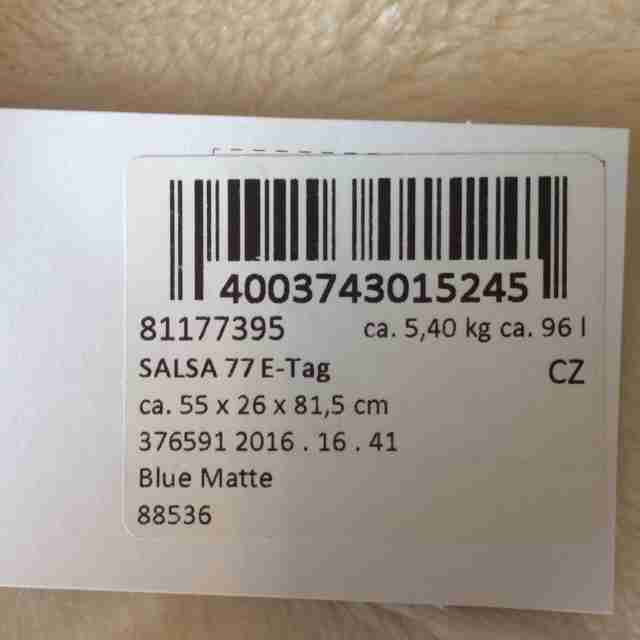 4003743015245
81177395 ca. 5,40 kg ca. 96 l
SALSA 77 E-Tag CZ
ca. 55 x 26 x 81,5 cm
376591 2016 . 16 . 41
Blue Matte
88536